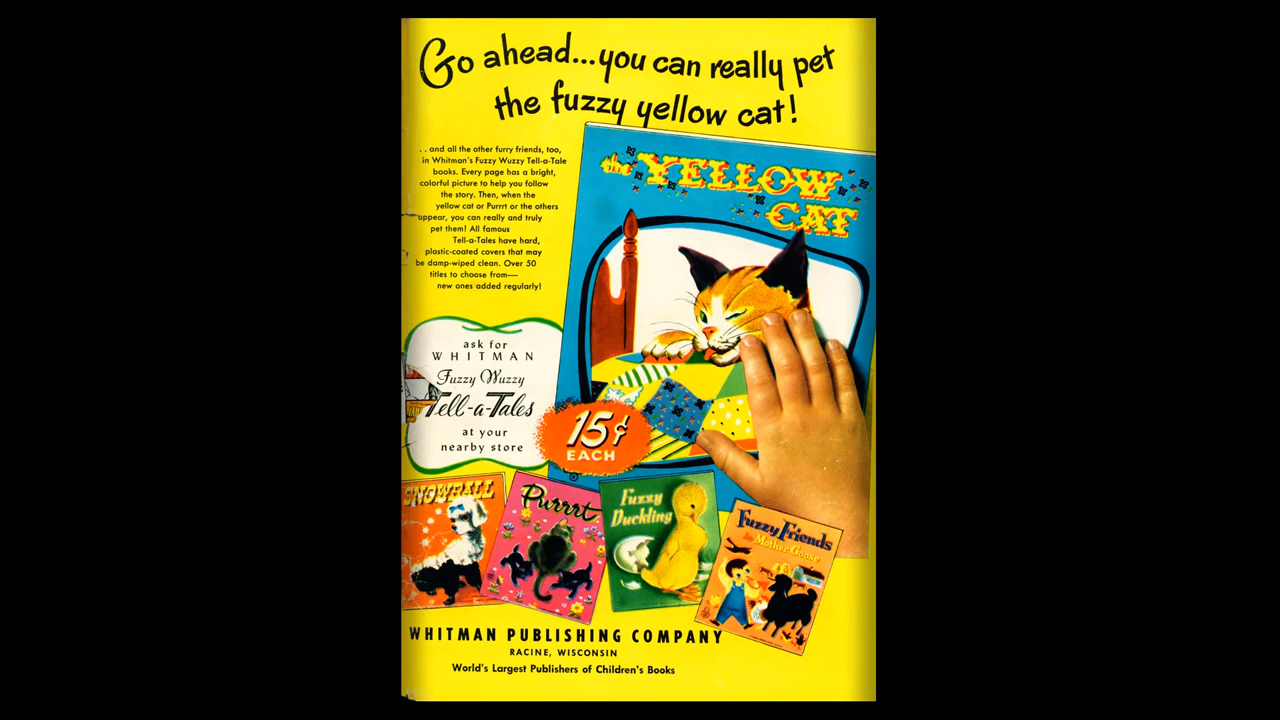 Go ahead...you can really pet
the fuzzy yellow cat!
. . and all the other furry friends, too,
in Whitman's Fuzzy Wuzzy Tell-a-Tale
books. Every page has a bright,
colorful picture to help you follow
the story. Then, when the
yellow cat or Purrrt or the others
appear, you can really and truly
pet them! All famous
Tell-a-Tales have hard,
plastic-coated covers that may
be damp-wiped clean. Over 50
titles to choose from—
new ones added regularly!
the YELLOW
CAT
ask for
WHITMAN
Fuzzy Wuzzy
Tell-a-Tales
at your
nearby store
15¢
EACH
SNOWBALL
Purrrt
Fuzzy
Duckling
Fuzzy Friends
in Mother Goose
WHITMAN PUBLISHING COMPANY
RACINE, WISCONSIN
World's Largest Publishers of Children's Books